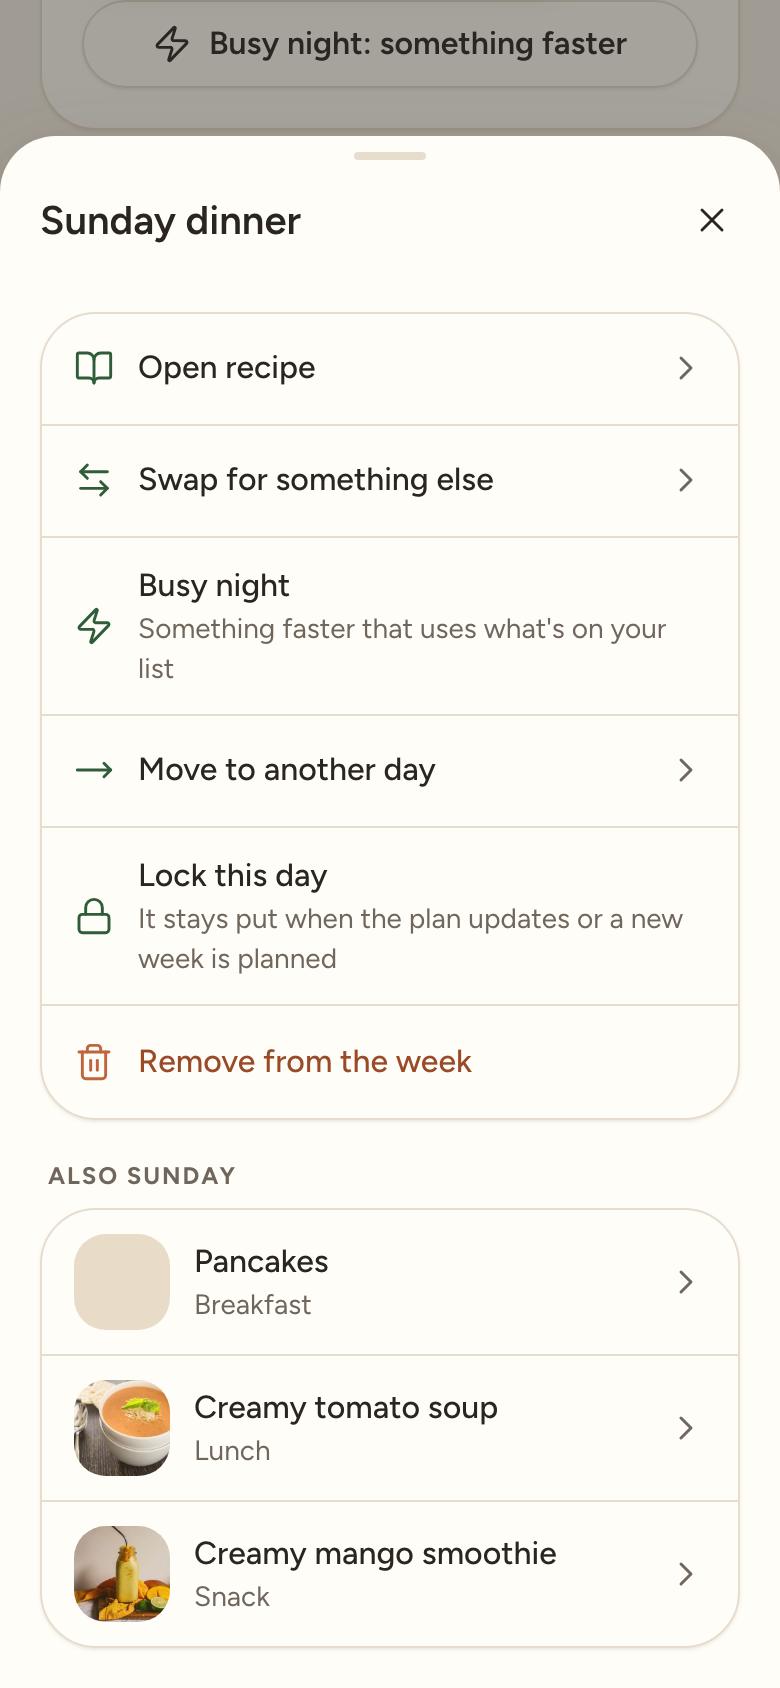 Busy night: something faster
Sunday dinner
Open recipe
Swap for something else
Busy night
Something faster that uses what's on your
list
Move to another day
Lock this day
It stays put when the plan updates or a new
week is planned
Remove from the week
ALSO SUNDAY
Pancakes
Breakfast
Creamy tomato soup
Lunch
Creamy mango smoothie
Snack